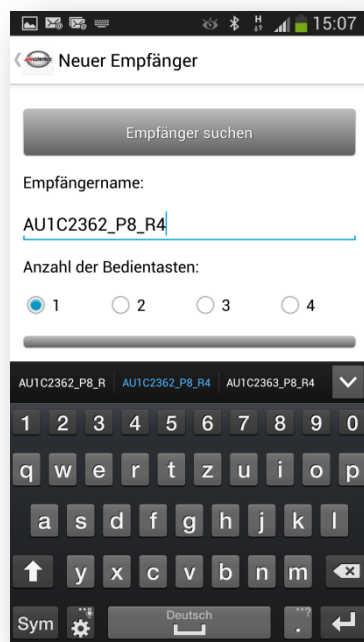 15:07
Neuer Empfänger
Empfänger suchen
Empfängername:
AU1C2362_P8_R4
Anzahl der Bedientasten:
1 2 3 4
AU1C2362_P8_R AU1C2362_P8_R4 AU1C2363_P8_R4
1 2 3 4 5 6 7 8 9 0
q w e r t z u i o p
a s d f g h j k l
y x c v b n m
Sym Deutsch .